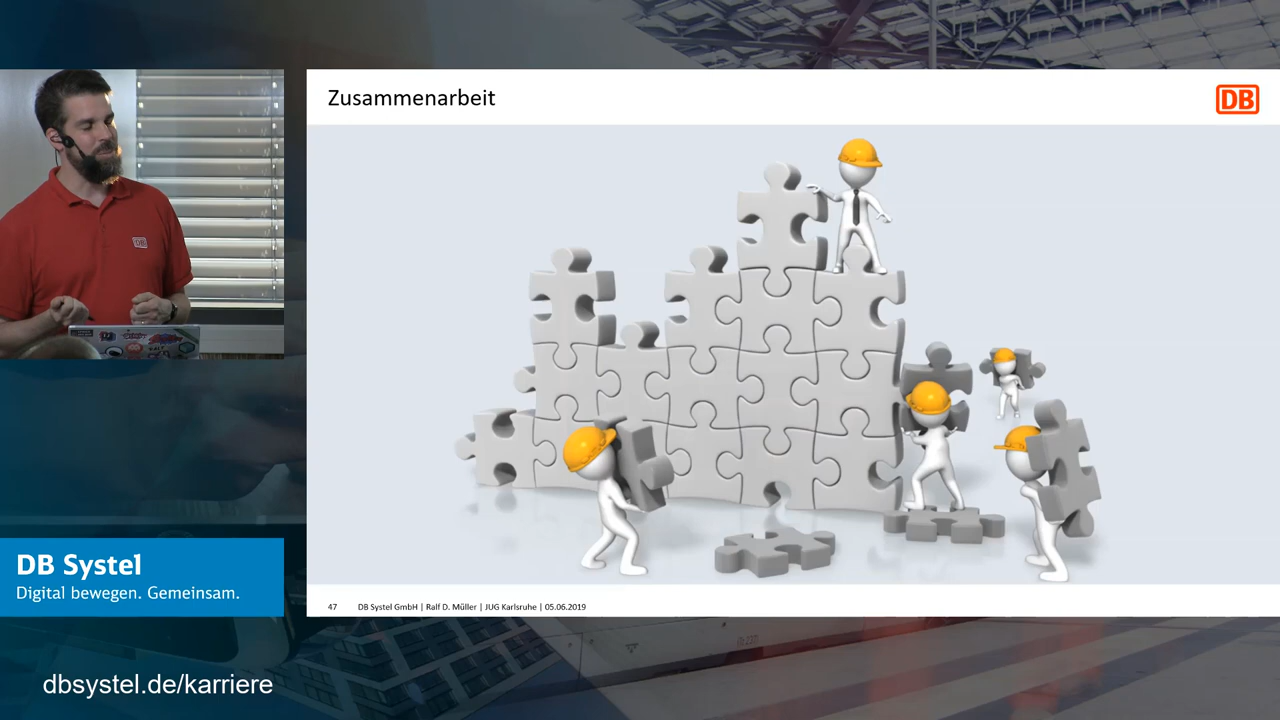 Zusammenarbeit
DB
DB
DB Systel
Digital bewegen. Gemeinsam.
47 DB Systel GmbH | Ralf D. Müller | JUG Karlsruhe | 05.06.2019
dbsystel.de/karriere